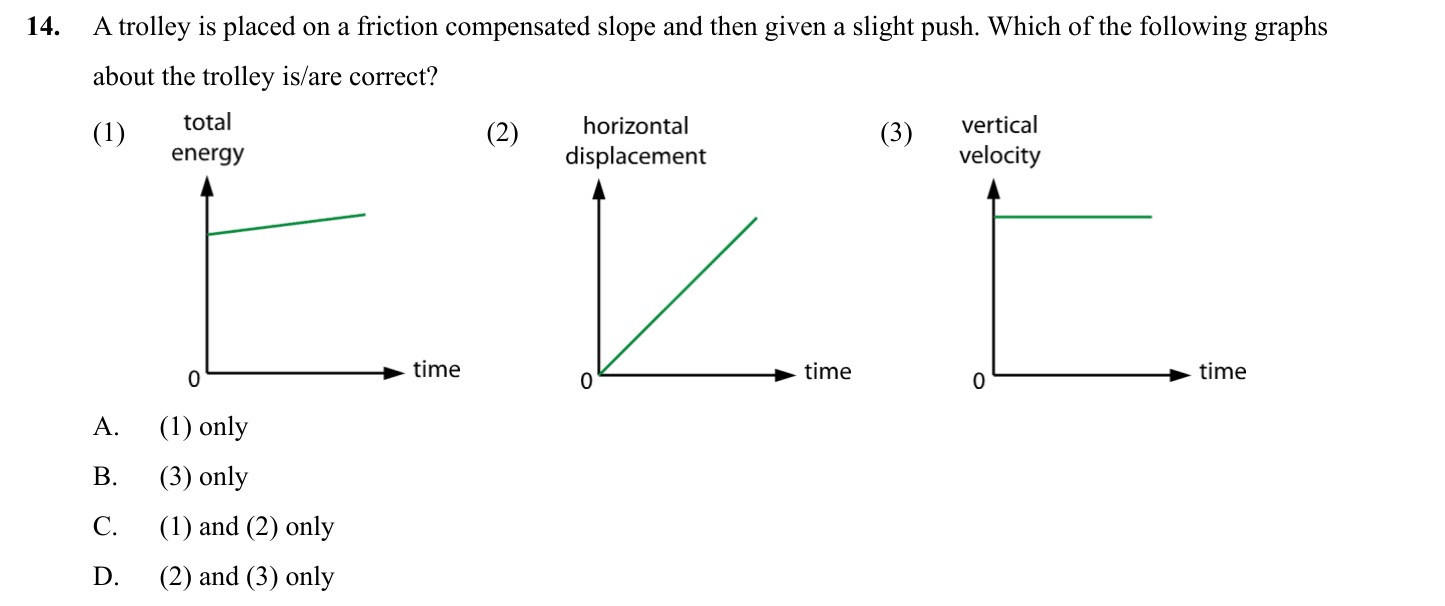 14. A trolley is placed on a friction compensated slope and then given a slight push. Which of the following graphs
about the trolley is/are correct?
(1) total energy
0 time
(2) horizontal displacement
0 time
(3) vertical velocity
0 time
A. (1) only
B. (3) only
C. (1) and (2) only
D. (2) and (3) only